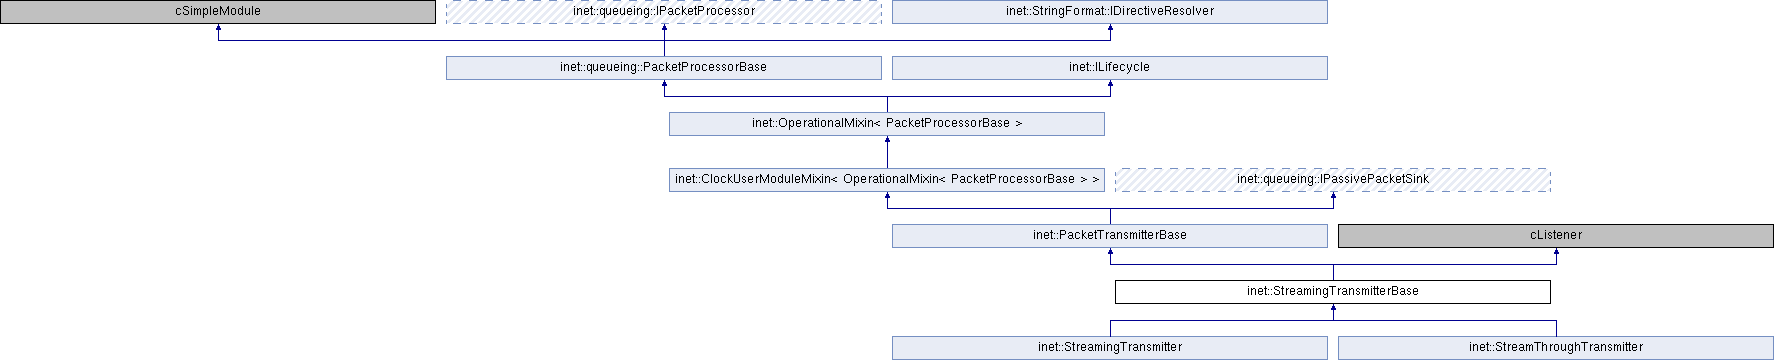 cSimpleModule
inet::queueing::IPacketProcessor
inet::StringFormat::IDirectiveResolver
inet::queueing::PacketProcessorBase
inet::ILifecycle
inet::OperationalMixin< PacketProcessorBase >
inet::ClockUserModuleMixin< OperationalMixin< PacketProcessorBase > >
inet::queueing::IPassivePacketSink
inet::PacketTransmitterBase
cListener
inet::StreamingTransmitterBase
inet::StreamingTransmitter
inet::StreamThroughTransmitter